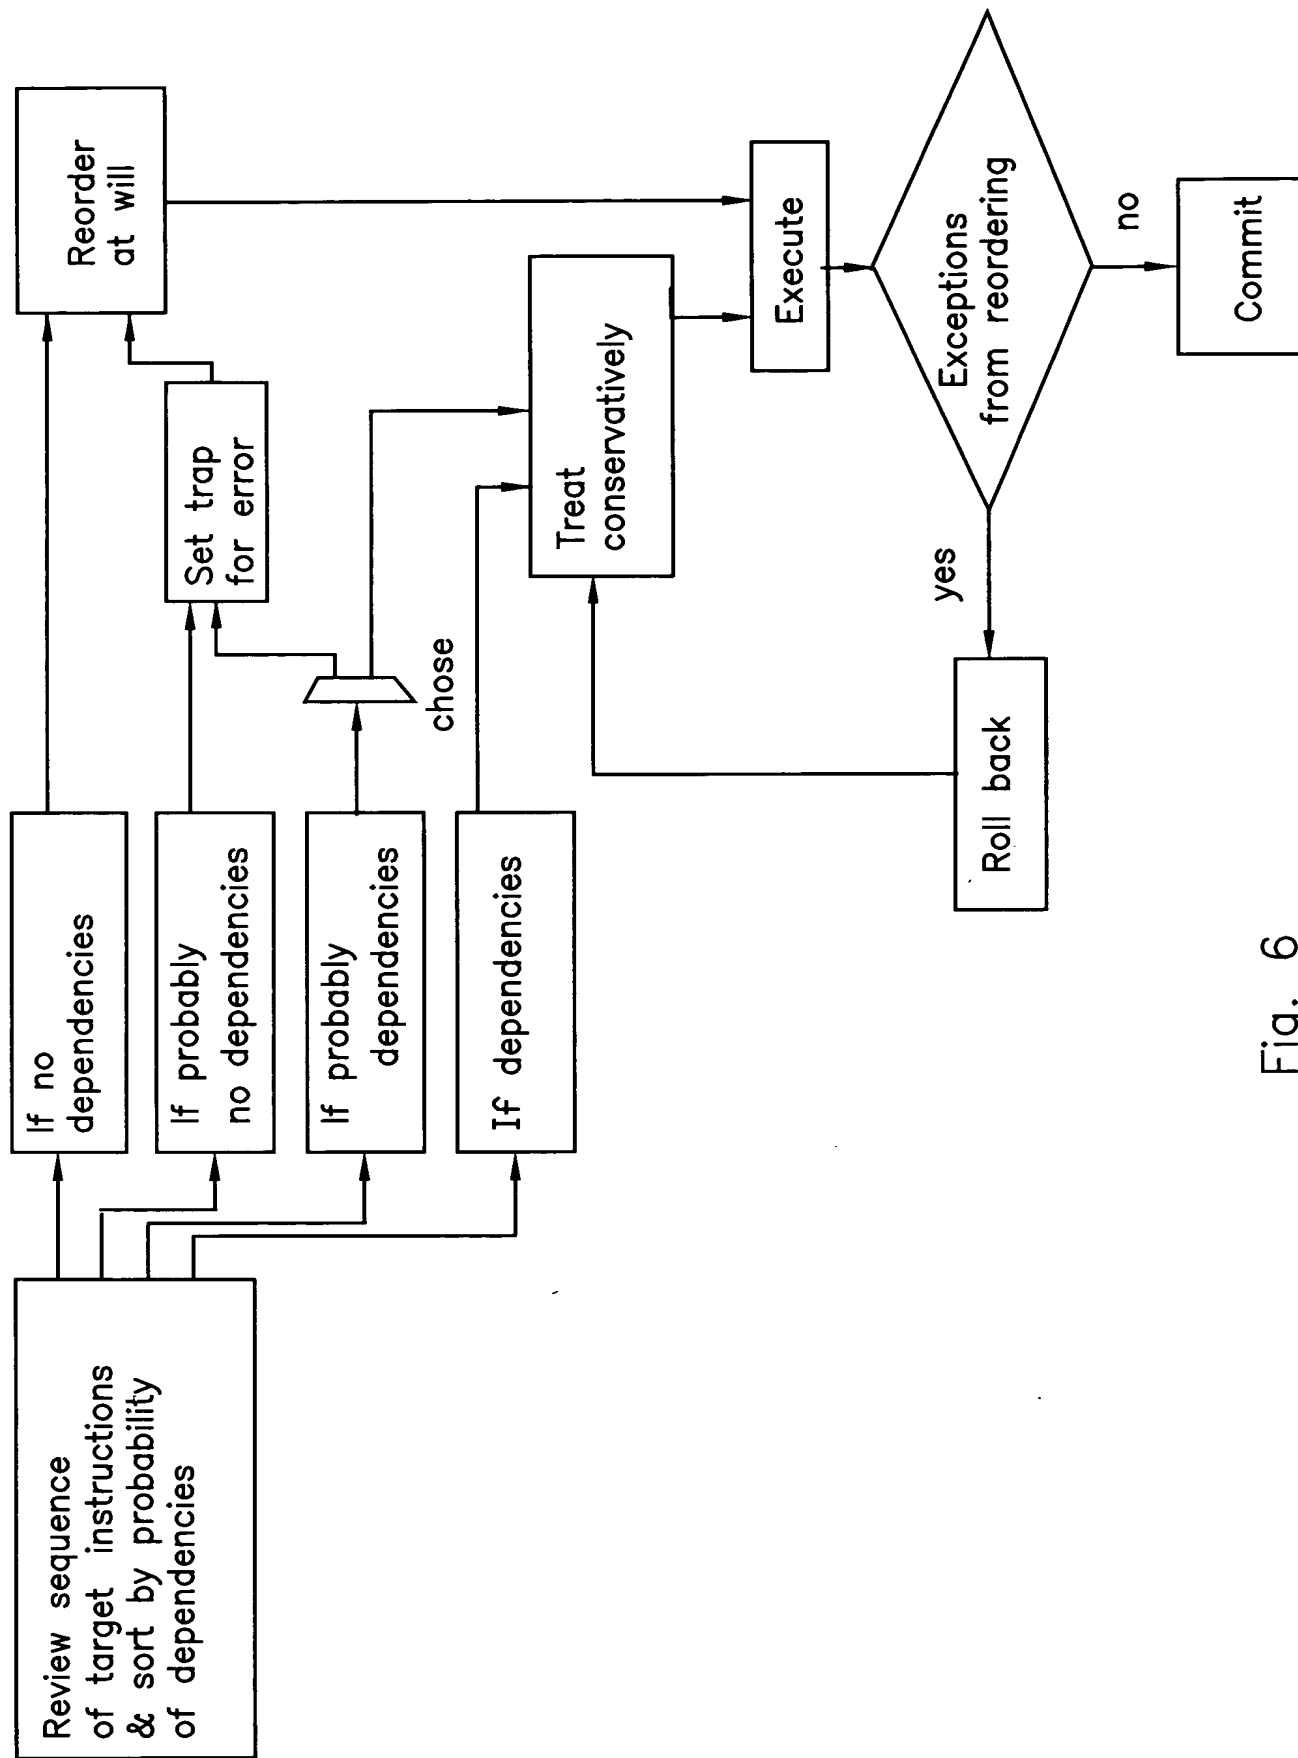 Review sequence
of target instructions
& sort by probability
of dependencies
If no
dependencies
If probably
no dependencies
If probably
dependencies
If dependencies
chose
Set trap
for error
Reorder
at will
Treat
conservatively
Execute
Exceptions
from reordering
yes
no
Roll back
Commit
Fig. 6